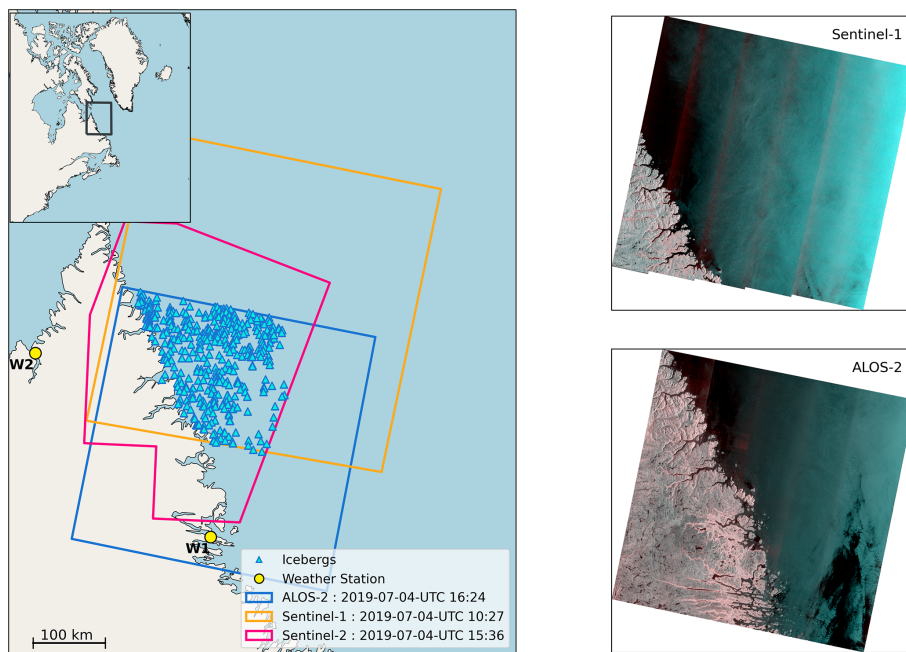 W2
W1
Icebergs
Weather Station
ALOS-2 : 2019-07-04-UTC 16:24
Sentinel-1 : 2019-07-04-UTC 10:27
Sentinel-2 : 2019-07-04-UTC 15:36
100 km
Sentinel-1
ALOS-2